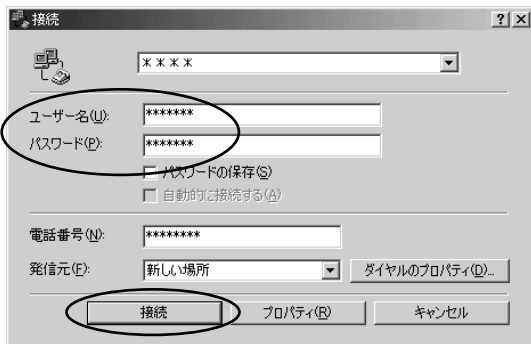 接続
＊＊＊＊
ユーザー名(U): *******
パスワード(P): *******
パスワードの保存(S)
自動的に接続する(A)
電話番号(N): ********
発信元(F): 新しい場所 ダイヤルのプロパティ(D)...
接続 プロパティ(R) キャンセル